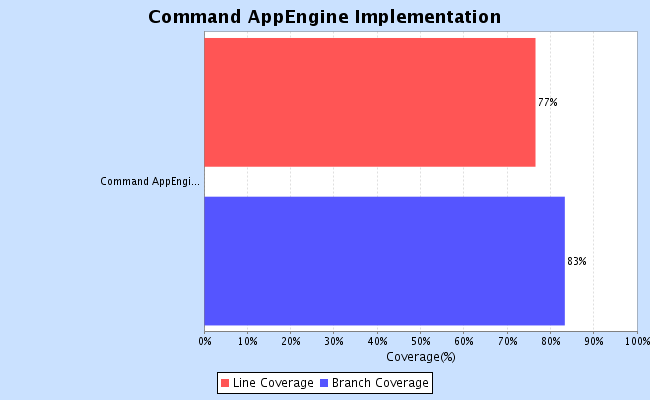 Command AppEngine Implementation
77%
Command AppEngi...
83%
0% 10% 20% 30% 40% 50% 60% 70% 80% 90% 100%
Coverage(%)
Line Coverage Branch Coverage